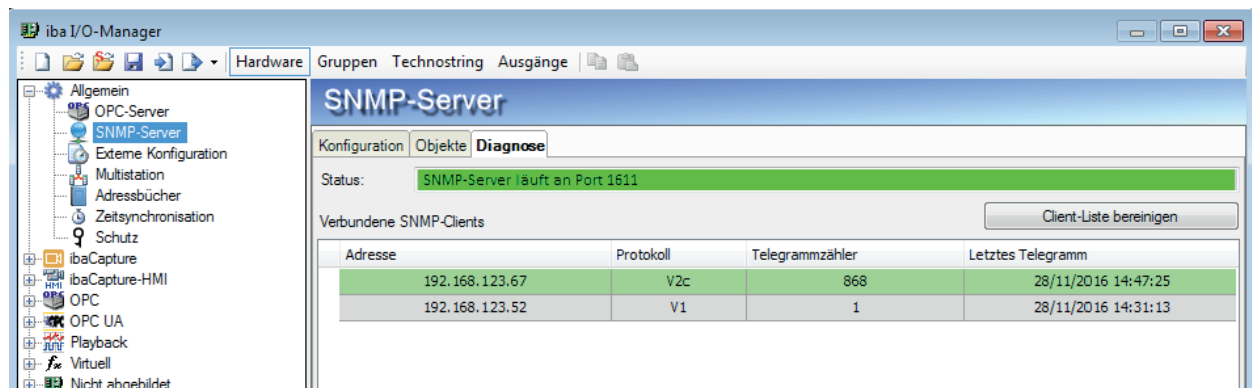 iba I/O-Manager
Hardware Gruppen Technostring Ausgänge
Allgemein
OPC-Server
SNMP-Server
Externe Konfiguration
Multistation
Adressbücher
Zeitsynchronisation
Schutz
ibaCapture
ibaCapture-HMI
OPC
OPC UA
Playback
Virtuell
Nicht abgebildet
SNMP-Server
Konfiguration Objekte Diagnose
Status: SNMP-Server läuft an Port 1611
Verbundene SNMP-Clients Client-Liste bereinigen
Adresse Protokoll Telegrammzähler Letztes Telegramm
192.168.123.67 V2c 868 28/11/2016 14:47:25
192.168.123.52 V1 1 28/11/2016 14:31:13